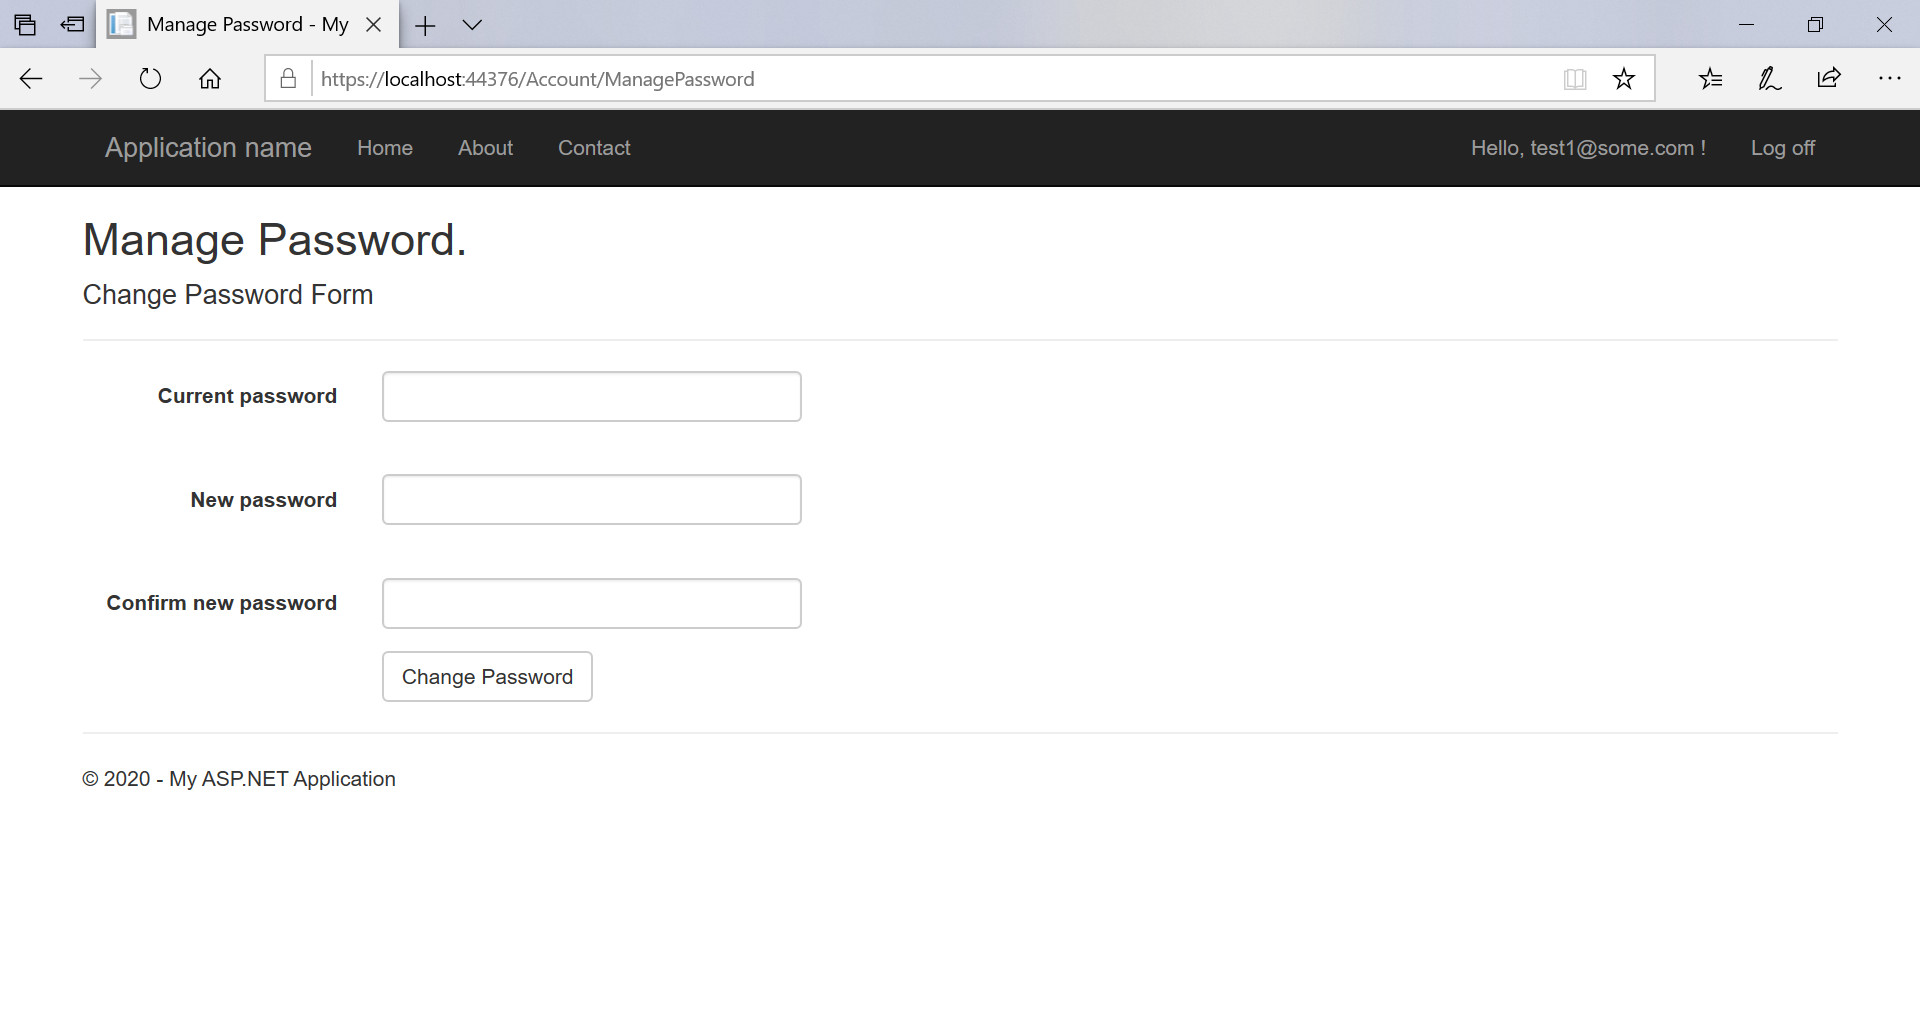 Manage Password - My
https://localhost:44376/Account/ManagePassword
Application name Home About Contact Hello, test1@some.com ! Log off
Manage Password.
Change Password Form
Current password
New password
Confirm new password
Change Password
© 2020 - My ASP.NET Application